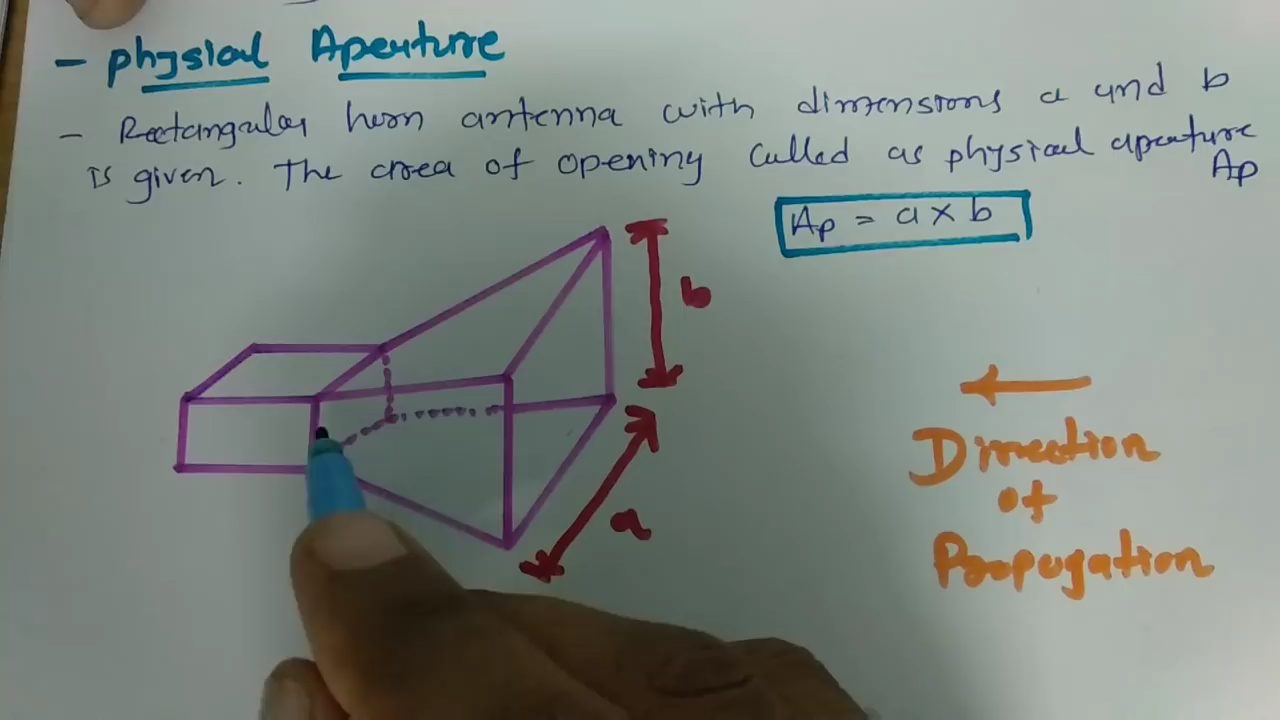 - physical Aperture
- Rectangular horn antenna with dimensions a and b
is given. The area of opening called as physical aperture
Ap
Ap = a x b
b
a
Direction
of
Propogation